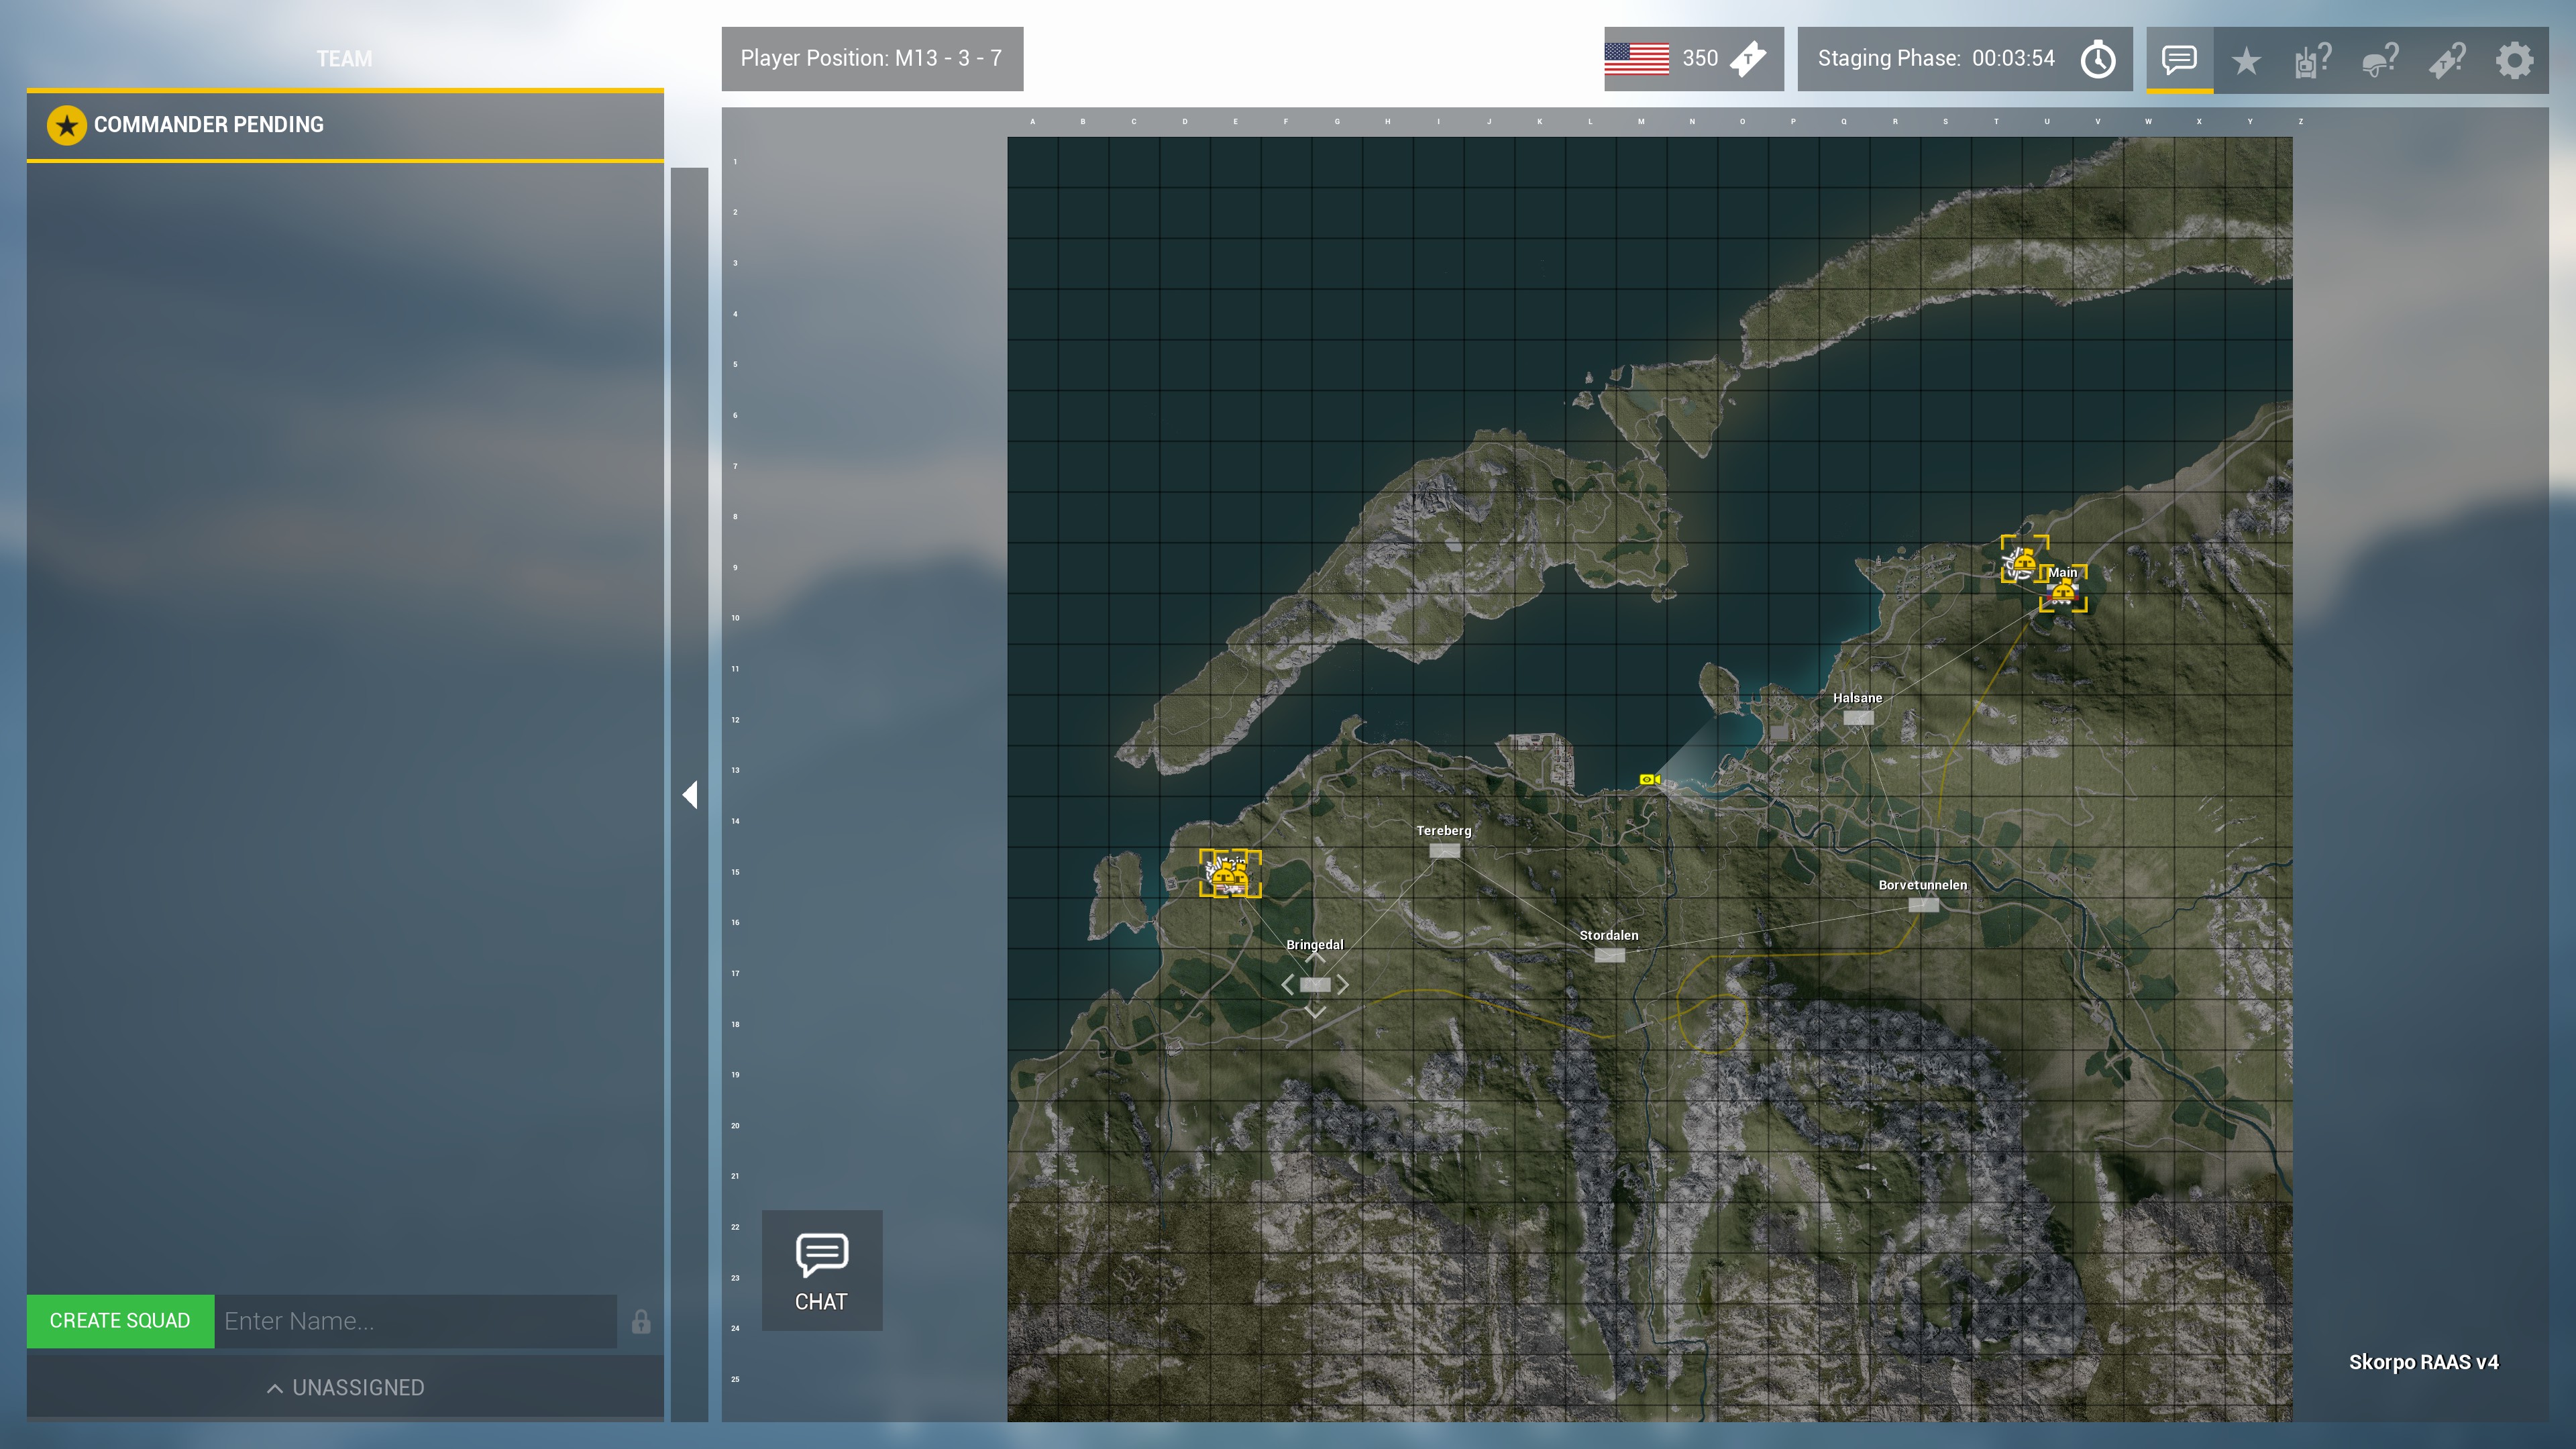 TEAM
Player Position: M13 - 3 - 7
350
Staging Phase: 00:03:54
COMMANDER PENDING
A B C D E F G H I J K L M N O P Q R S T U V W X Y Z
1
2
3
4
5
6
7
8
9
10
11
12
13
14
15
16
17
18
19
20
21
22
23
24
25
Main
Halsane
Tereberg
Main
Borvetunnelen
Stordalen
Bringedal
CHAT
CREATE SQUAD
Enter Name...
UNASSIGNED
Skorpo RAAS v4